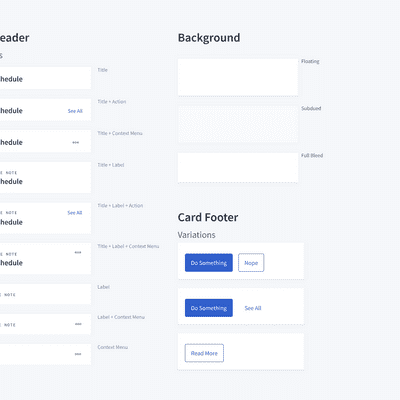 eader
s
hedule
Title
hedule
See All
Title + Action
hedule
Title + Context Menu
E NOTE
hedule
Title + Label
E NOTE
See All
hedule
Title + Label + Action
E NOTE
hedule
Title + Label + Context Menu
E NOTE
Label
E NOTE
Label + Context Menu
Context Menu
Background
Floating
Subdued
Full Blend
Card Footer
Variations
Do Something
Nope
Do Something
See All
Read More